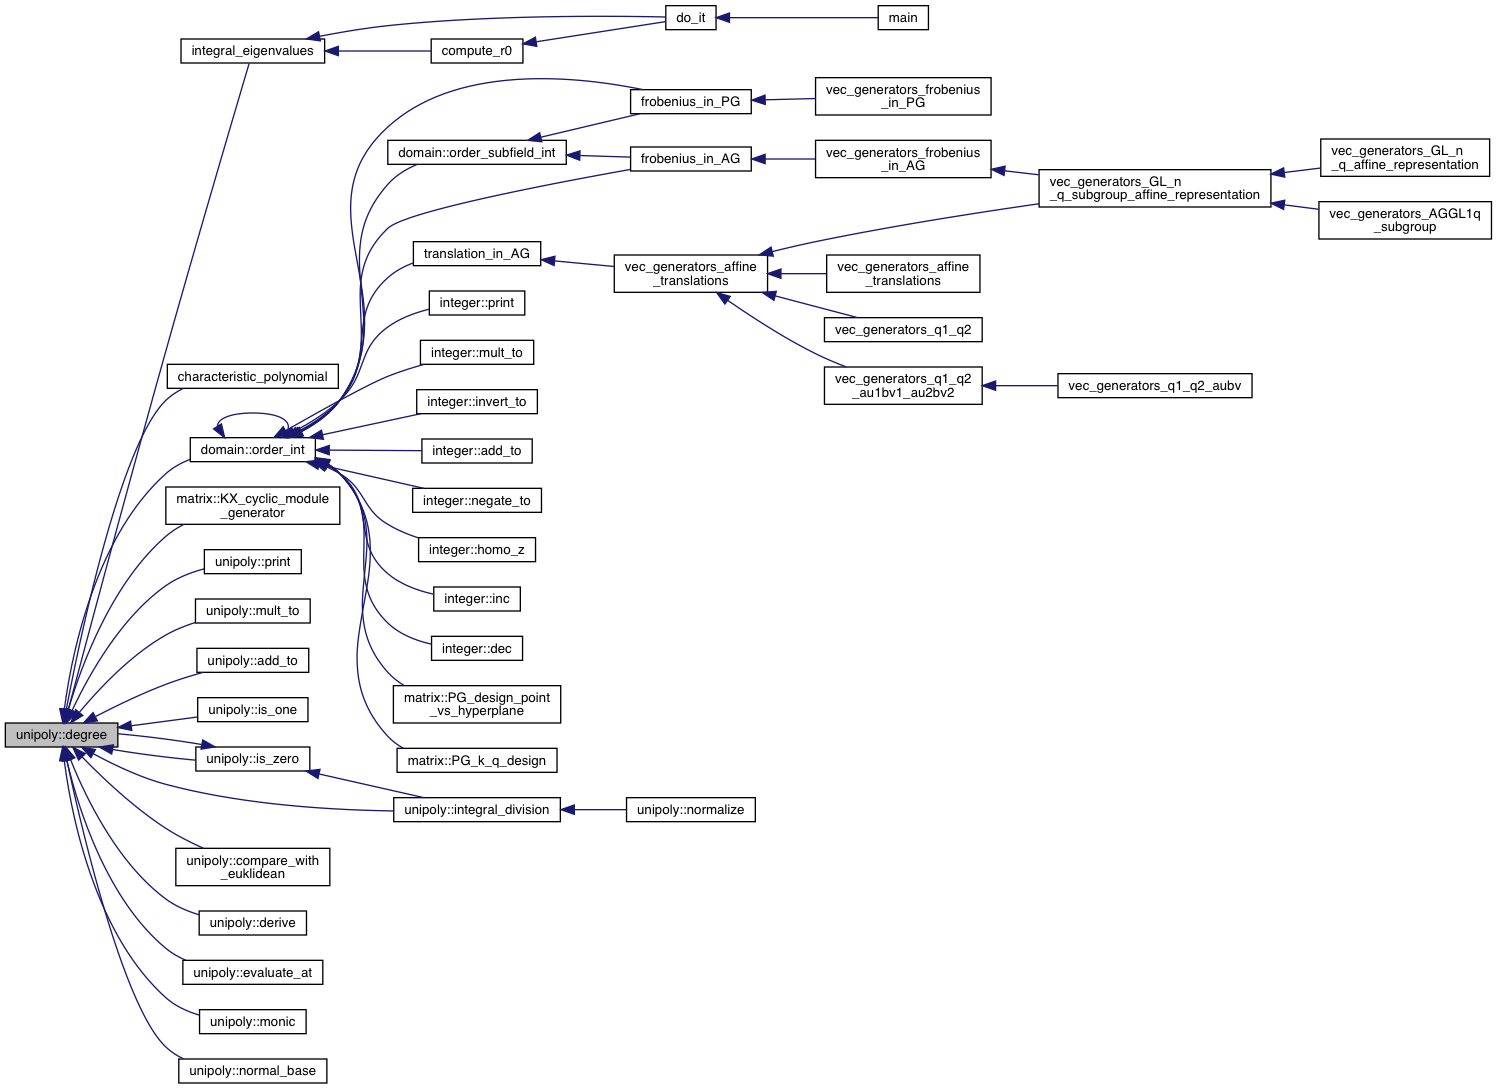 do_it
main
integral_eigenvalues
compute_r0
vec_generators_frobenius
_in_PG
frobenius_in_PG
domain::order_subfield_int
frobenius_in_AG
vec_generators_frobenius
_in_AG
vec_generators_GL_n
_q_subgroup_affine_representation
vec_generators_GL_n
_q_affine_representation
vec_generators_AGGL1q
_subgroup
translation_in_AG
vec_generators_affine
_translations
vec_generators_affine
_translations
integer::print
vec_generators_q1_q2
integer::mult_to
characteristic_polynomial
vec_generators_q1_q2
_au1bv1_au2bv2
vec_generators_q1_q2_aubv
integer::invert_to
domain::order_int
integer::add_to
matrix::KX_cyclic_module
_generator
integer::negate_to
unipoly::print
integer::homo_z
unipoly::mult_to
integer::inc
unipoly::add_to
integer::dec
unipoly::is_one
matrix::PG_design_point
_vs_hyperplane
unipoly::degree
unipoly::is_zero
matrix::PG_k_q_design
unipoly::integral_division
unipoly::normalize
unipoly::compare_with
_euklidean
unipoly::derive
unipoly::evaluate_at
unipoly::monic
unipoly::normal_base